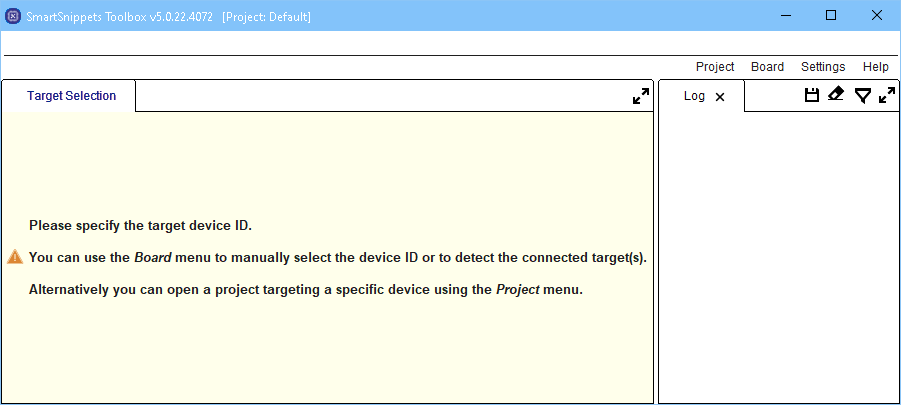 SmartSnippets Toolbox v5.0.22.4072 [Project: Default]
Project Board Settings Help
Target Selection
Log
Please specify the target device ID.
You can use the Board menu to manually select the device ID or to detect the connected target(s).
Alternatively you can open a project targeting a specific device using the Project menu.